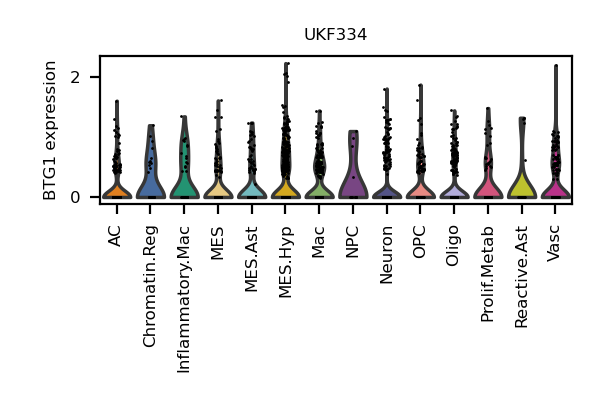 UKF334
BTG1 expression
2
0
AC
Chromatin.Reg
Inflammatory.Mac
MES
MES.Ast
MES.Hyp
Mac
NPC
Neuron
OPC
Oligo
Prolif.Metab
Reactive.Ast
Vasc